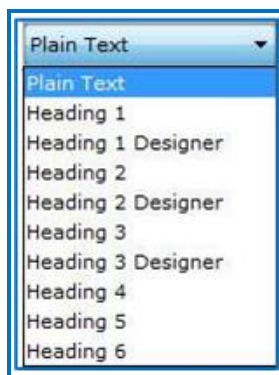 Plain Text
Plain Text
Heading 1
Heading 1 Designer
Heading 2
Heading 2 Designer
Heading 3
Heading 3 Designer
Heading 4
Heading 5
Heading 6